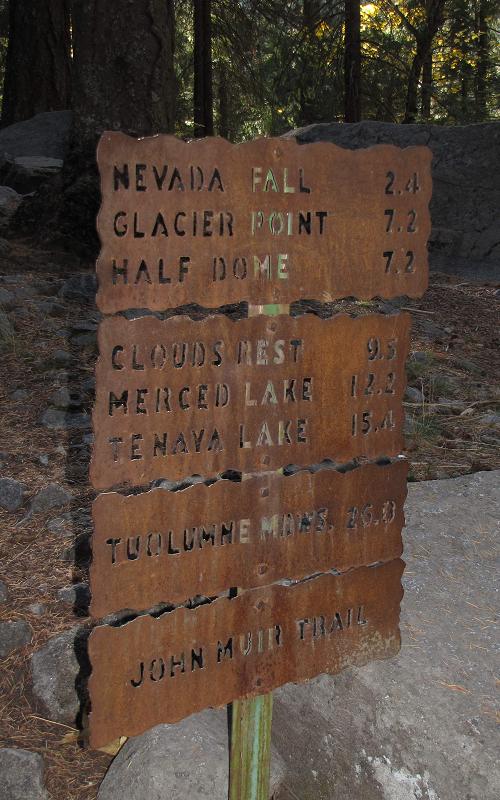 NEVADA FALL 2.4
GLACIER POINT 7.2
HALF DOME 7.2
CLOUDS REST 9.5
MERCED LAKE 12.2
TENAYA LAKE 15.4
TUOLUMNE MDWS. 26.0
JOHN MUIR TRAIL